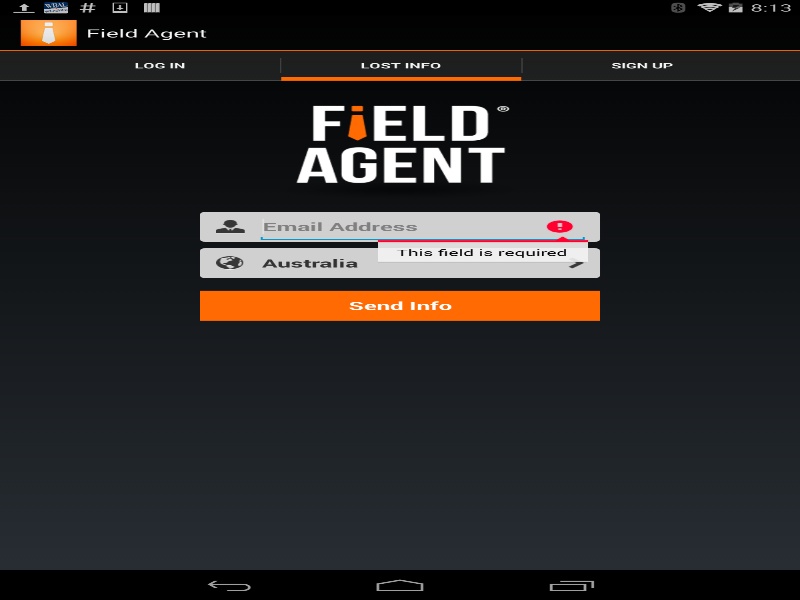 # 8:13
Field Agent
LOG IN LOST INFO SIGN UP
FiELD®
AGENT
Email Address
This field is required
Australia
Send Info